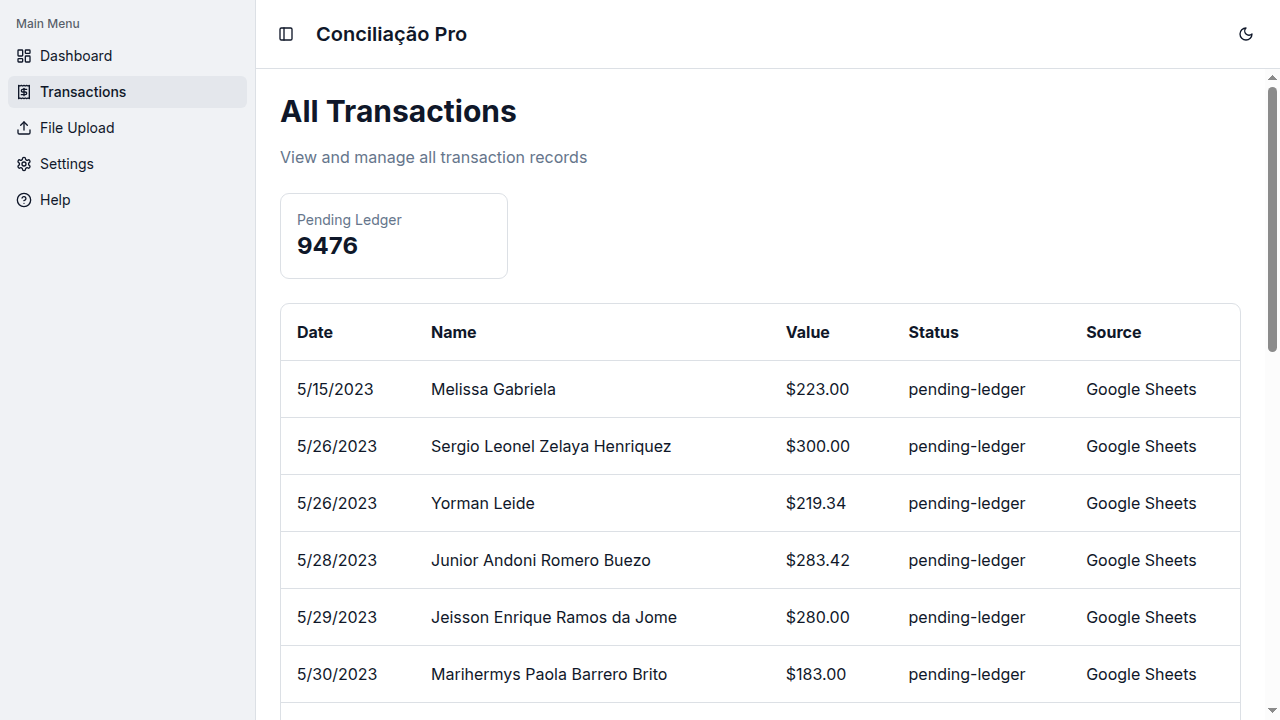 Main Menu
Dashboard
Transactions
File Upload
Settings
Help
Conciliação Pro
All Transactions
View and manage all transaction records
Pending Ledger
9476
Date Name Value Status Source
5/15/2023 Melissa Gabriela $223.00 pending-ledger Google Sheets
5/26/2023 Sergio Leonel Zelaya Henriquez $300.00 pending-ledger Google Sheets
5/26/2023 Yorman Leide $219.34 pending-ledger Google Sheets
5/28/2023 Junior Andoni Romero Buezo $283.42 pending-ledger Google Sheets
5/29/2023 Jeisson Enrique Ramos da Jome $280.00 pending-ledger Google Sheets
5/30/2023 Marihermys Paola Barrero Brito $183.00 pending-ledger Google Sheets